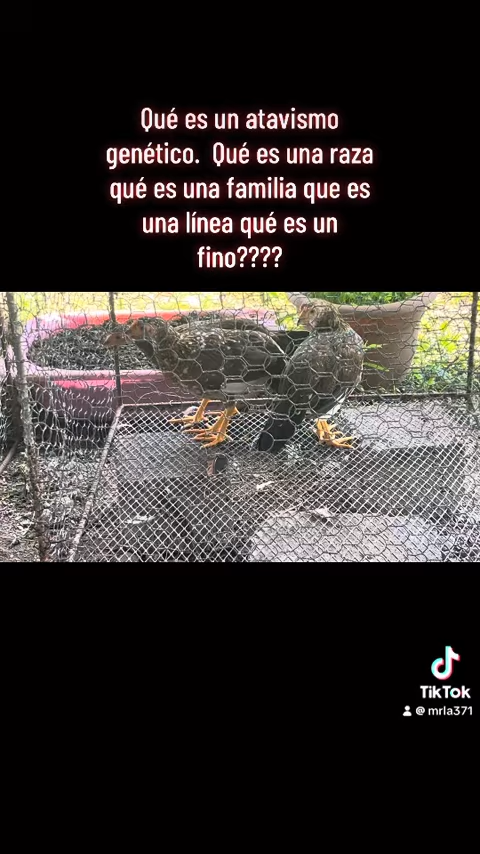 Qué es un atavismo
genético.  Qué es una raza
qué es una familia que es
una línea qué es un
fino????
TikTok
@ mrla371